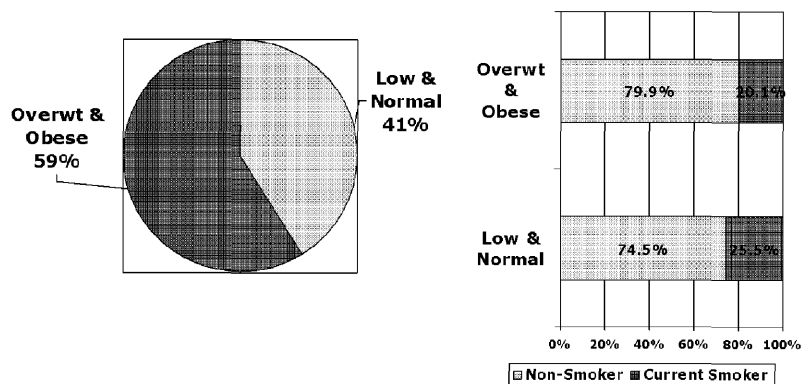 Low &
Normal
41%
Overwt &
Obese
59%
Overwt
&
Obese
79.9%
20.1%
Low &
Normal
74.5%
25.5%
0% 20% 40% 60% 80% 100%
Non-Smoker Current Smoker